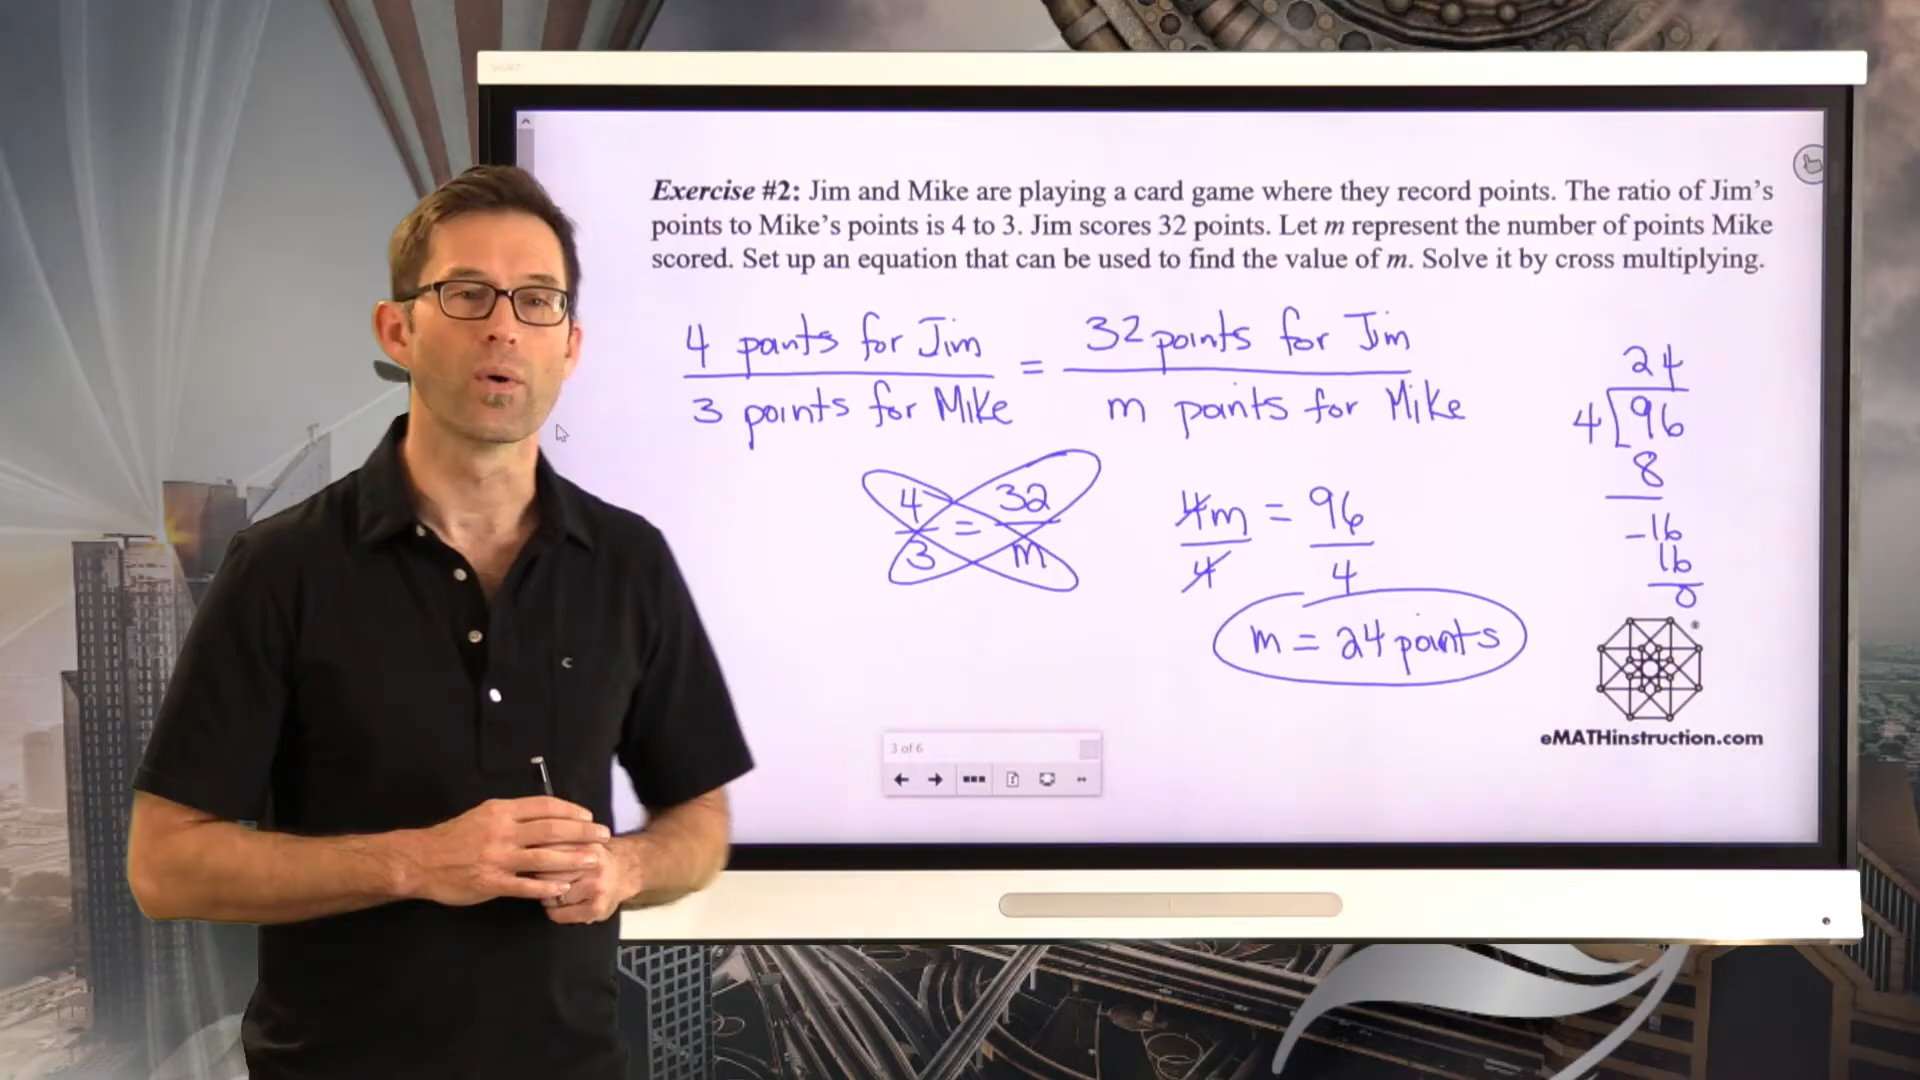 SMART
Exercise #2: Jim and Mike are playing a card game where they record points. The ratio of Jim's
points to Mike's points is 4 to 3. Jim scores 32 points. Let m represent the number of points Mike
scored. Set up an equation that can be used to find the value of m. Solve it by cross multiplying.
4 points for Jim = 32 points for Jim
3 points for Mike m points for Mike
24
4 96
8
-16
16
0
4 = 32
3 m
4m = 96
4 4
m = 24 points
®
eMATHinstruction.com
3 of 6